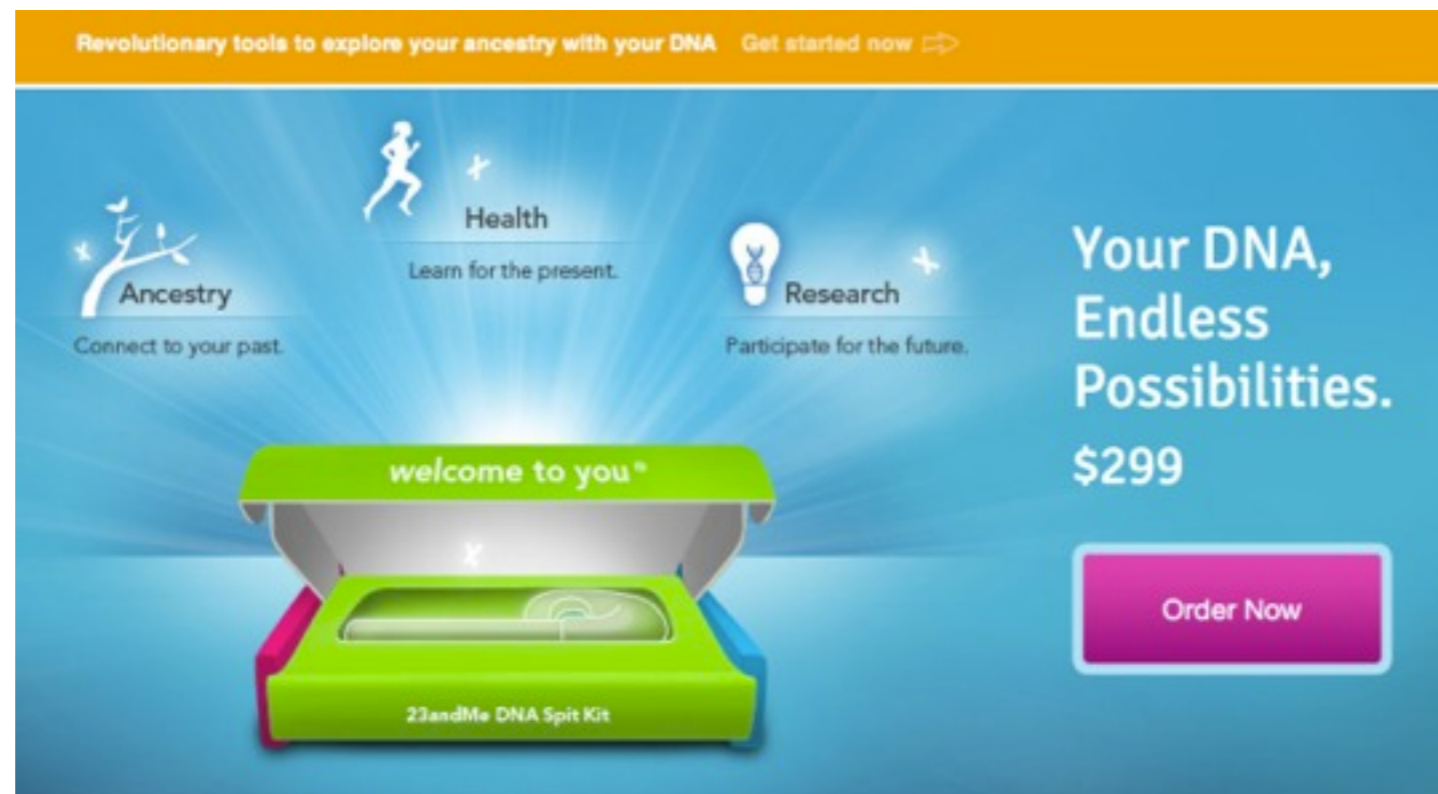 Revolutionary tools to explore your ancestry with your DNA Get started now
Health
Learn for the present.
Ancestry
Connect to your past.
Research
Participate for the future.
Your DNA,
Endless
Possibilities.
$299
Order Now
welcome to you®
23andMe DNA Spit Kit